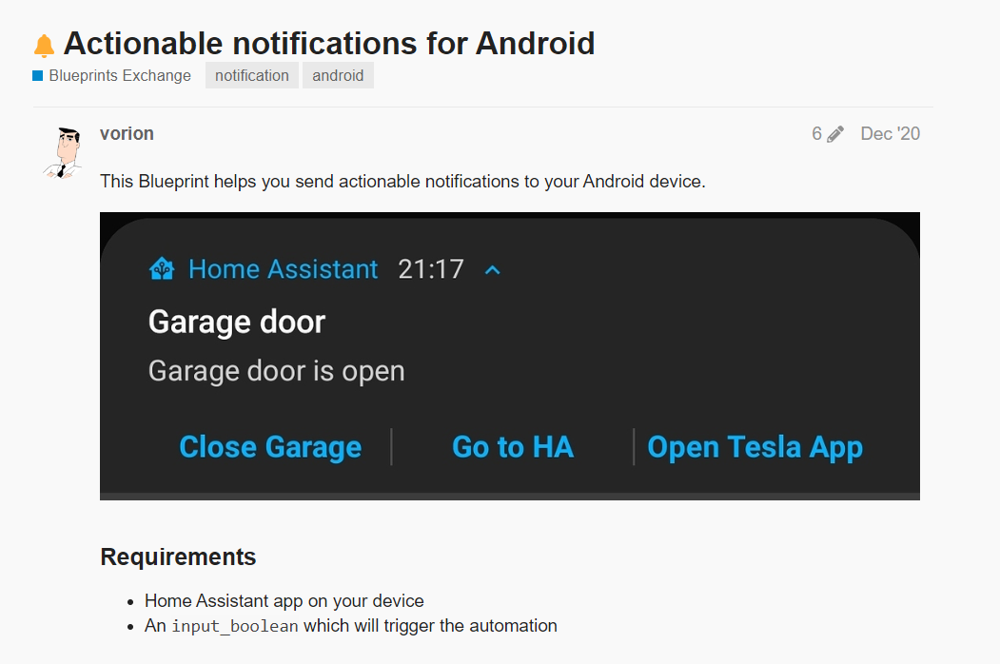 Actionable notifications for Android
Blueprints Exchange notification android
vorion 6 Dec '20
This Blueprint helps you send actionable notifications to your Android device.
Home Assistant 21:17
Garage door
Garage door is open
Close Garage Go to HA Open Tesla App
Requirements
Home Assistant app on your device
An input_boolean which will trigger the automation